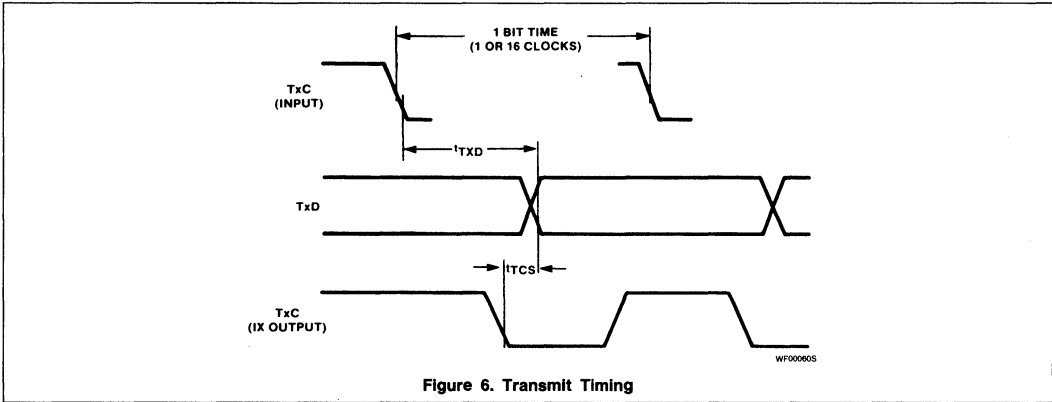 1 BIT TIME
(1 OR 16 CLOCKS)
TxC
(INPUT)
tTXD
TxD
tTCS
TxC
(IX OUTPUT)
WF00060S
Figure 6. Transmit Timing